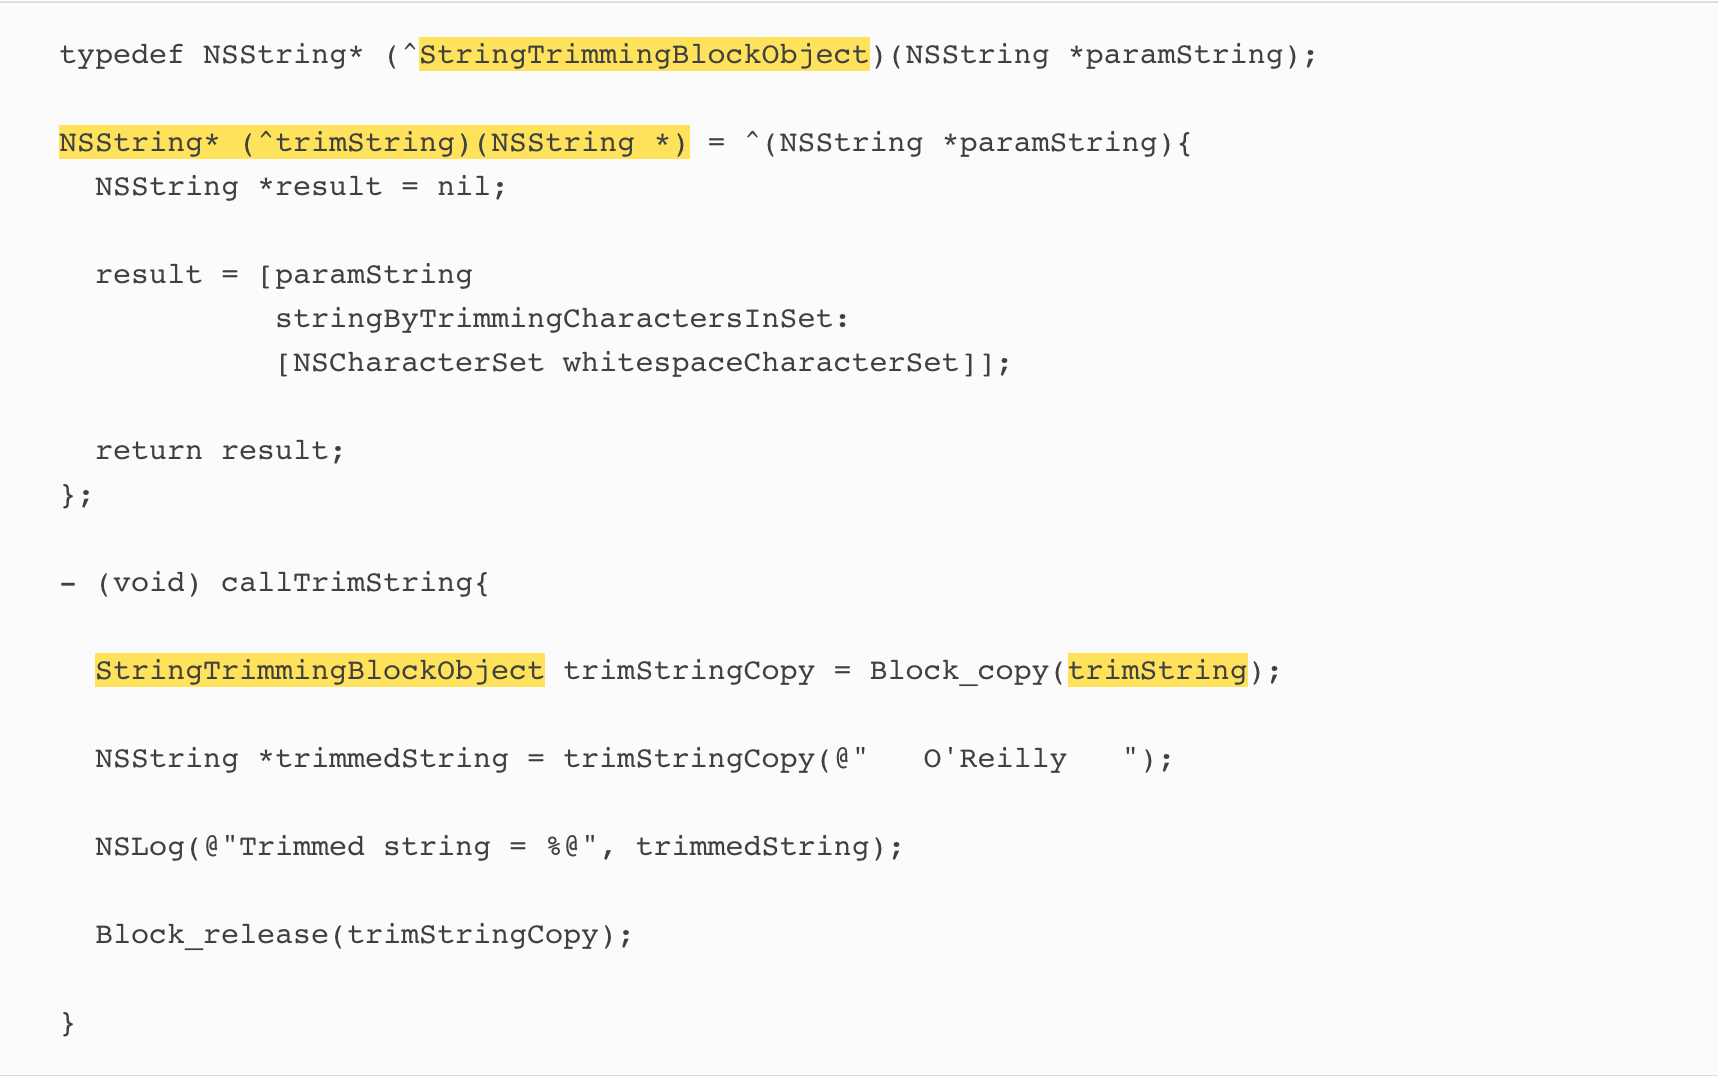 typedef NSString* (^StringTrimmingBlockObject)(NSString *paramString);
NSString* (^trimString)(NSString *) = ^(NSString *paramString){
  NSString *result = nil;
  result = [paramString
            stringByTrimmingCharactersInSet:
            [NSCharacterSet whitespaceCharacterSet]];
  return result;
};
- (void) callTrimString{
  StringTrimmingBlockObject trimStringCopy = Block_copy(trimString);
  NSString *trimmedString = trimStringCopy(@"   O'Reilly   ");
  NSLog(@"Trimmed string = %@", trimmedString);
  Block_release(trimStringCopy);
}